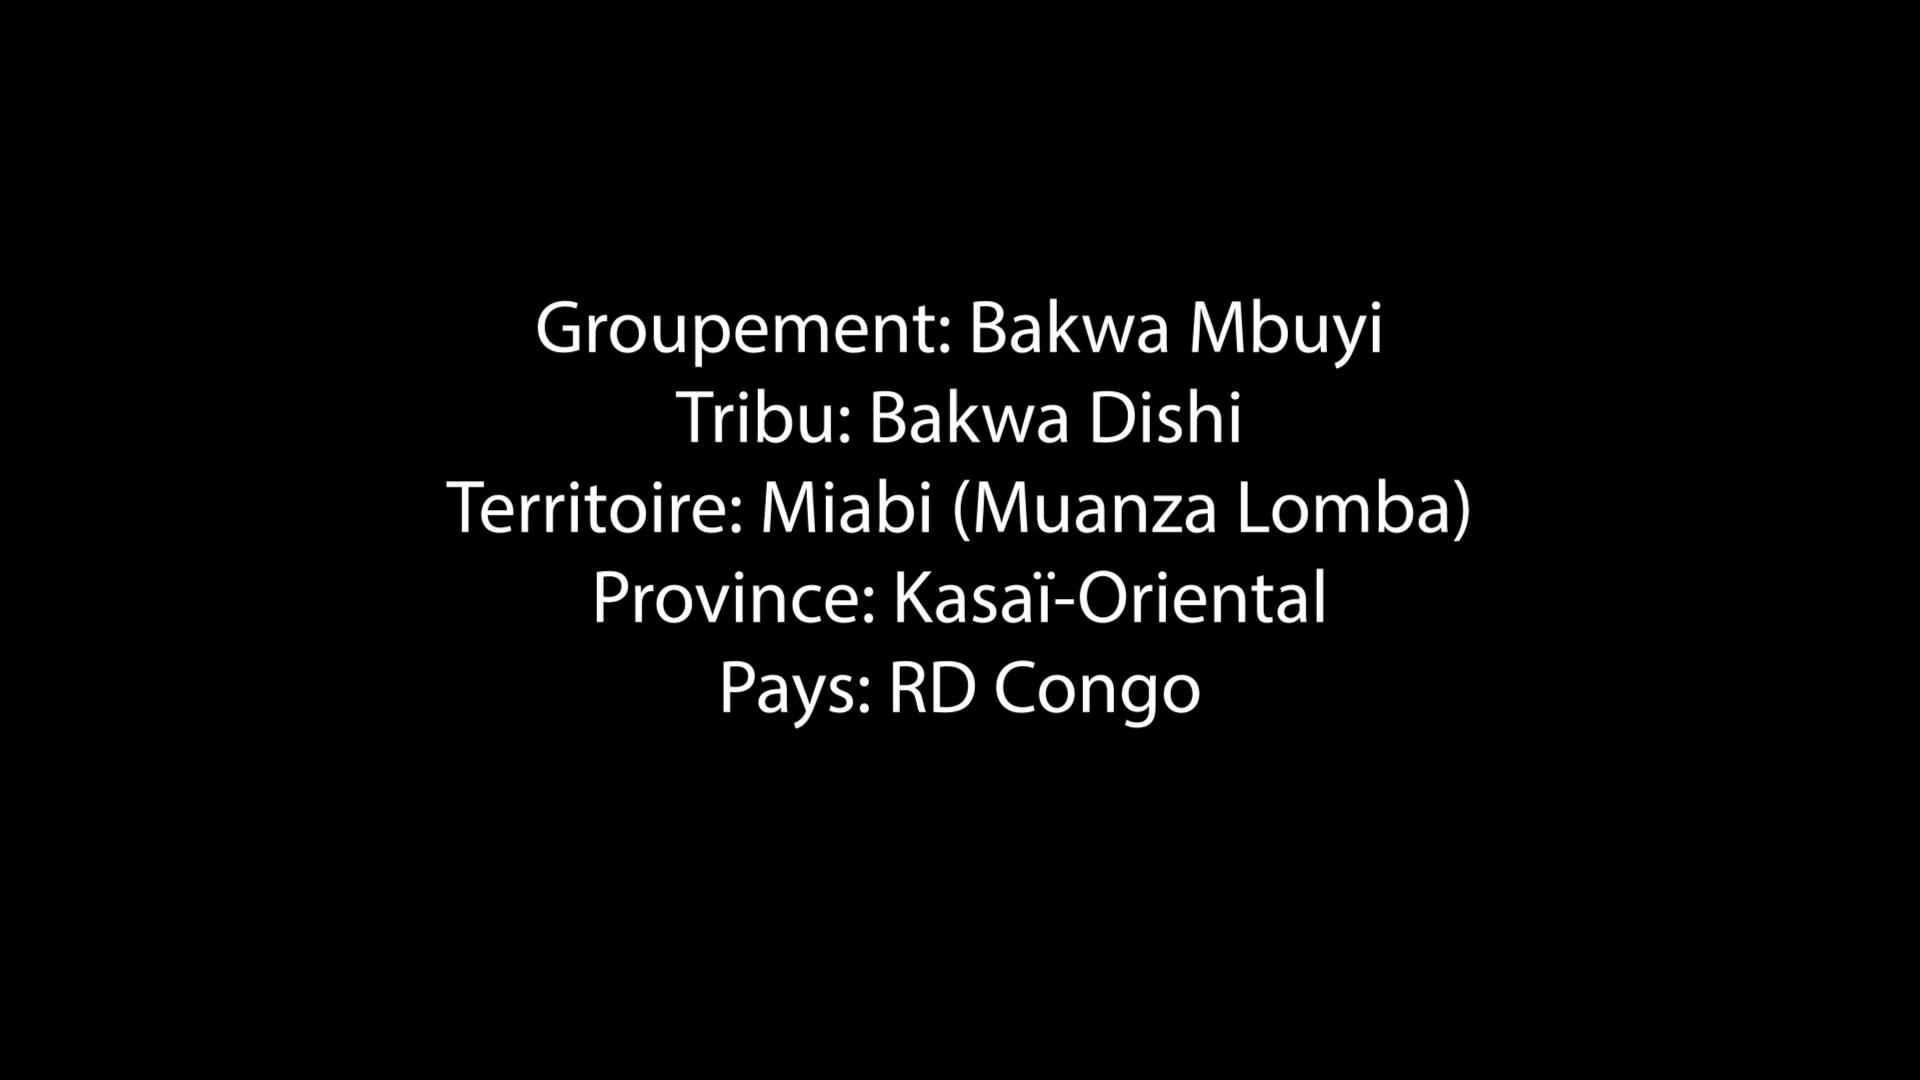 Groupement: Bakwa Mbuyi
Tribu: Bakwa Dishi
Territoire: Miabi (Muanza Lomba)
Province: Kasaï-Oriental
Pays: RD Congo